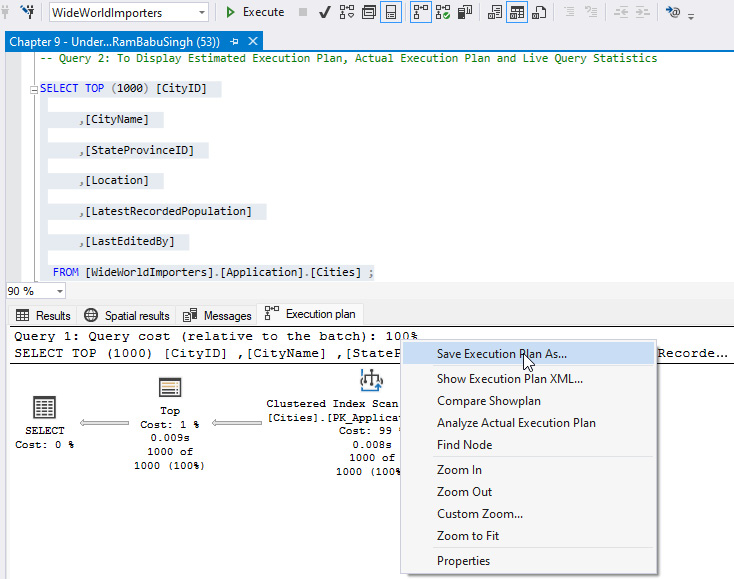 WideWorldImporters
Execute
Chapter 9 - Under...RamBabuSingh (53))
-- Query 2: To Display Estimated Execution Plan, Actual Execution Plan and Live Query Statistics
SELECT TOP (1000) [CityID]
,[CityName]
,[StateProvinceID]
,[Location]
,[LatestRecordedPopulation]
,[LastEditedBy]
FROM [WideWorldImporters].[Application].[Cities] ;
90 %
Results
Spatial results
Messages
Execution plan
Query 1: Query cost (relative to the batch): 100%
SELECT TOP (1000) [CityID] ,[CityName] ,[StateP
Recorde...
SELECT
Cost: 0 %
Top
Cost: 1 %
0.009s
1000 of
1000 (100%)
Clustered Index Scan
[Cities].[PK_Applicat
Cost: 99 %
0.008s
1000 of
1000 (100%
Save Execution Plan As...
Show Execution Plan XML...
Compare Showplan
Analyze Actual Execution Plan
Find Node
Zoom In
Zoom Out
Custom Zoom...
Zoom to Fit
Properties